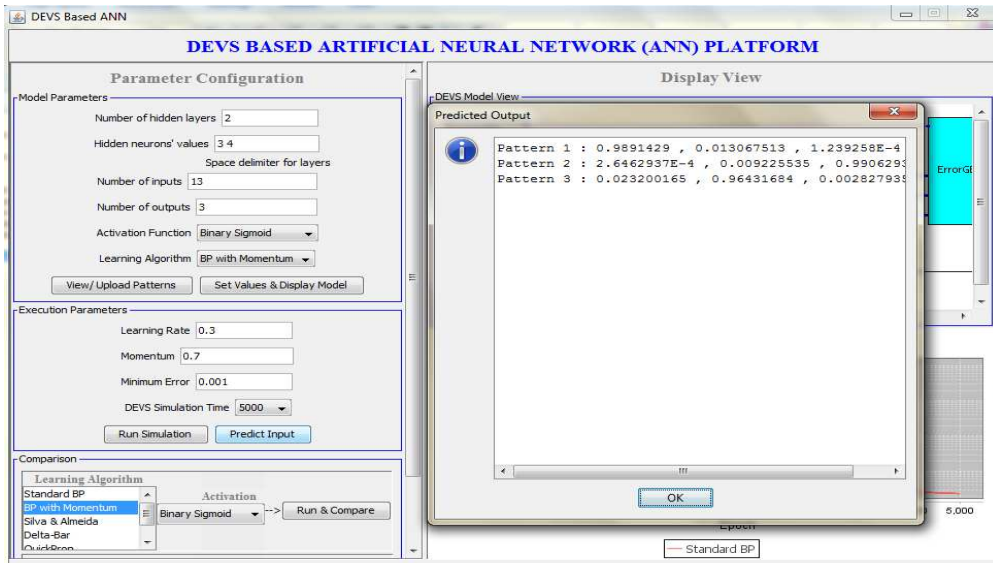 DEVS Based ANN
DEVS BASED ARTIFICIAL NEURAL NETWORK (ANN) PLATFORM
Parameter Configuration
Model Parameters
Number of hidden layers 2
Hidden neurons' values 3 4
Space delimiter for layers
Number of inputs 13
Number of outputs 3
Activation Function Binary Sigmoid
Learning Algorithm BP with Momentum
View/ Upload Patterns Set Values & Display Model
Execution Parameters
Learning Rate 0.3
Momentum 0.7
Minimum Error 0.001
DEVS Simulation Time 5000
Run Simulation Predict Input
Comparison
Learning Algorithm
Standard BP
BP with Momentum
Silva & Almeida
Delta-Bar
QuickProp
Activation
Binary Sigmoid --> Run & Compare
Display View
DEVS Model View
Predicted Output
Pattern 1 : 0.9891429 , 0.013067513 , 1.239258E-4
Pattern 2 : 2.6462937E-4 , 0.009225535 , 0.9906293
Pattern 3 : 0.023200165 , 0.96431684 , 0.002827935
OK
ErrorGE
5,000
Epoch
Standard BP